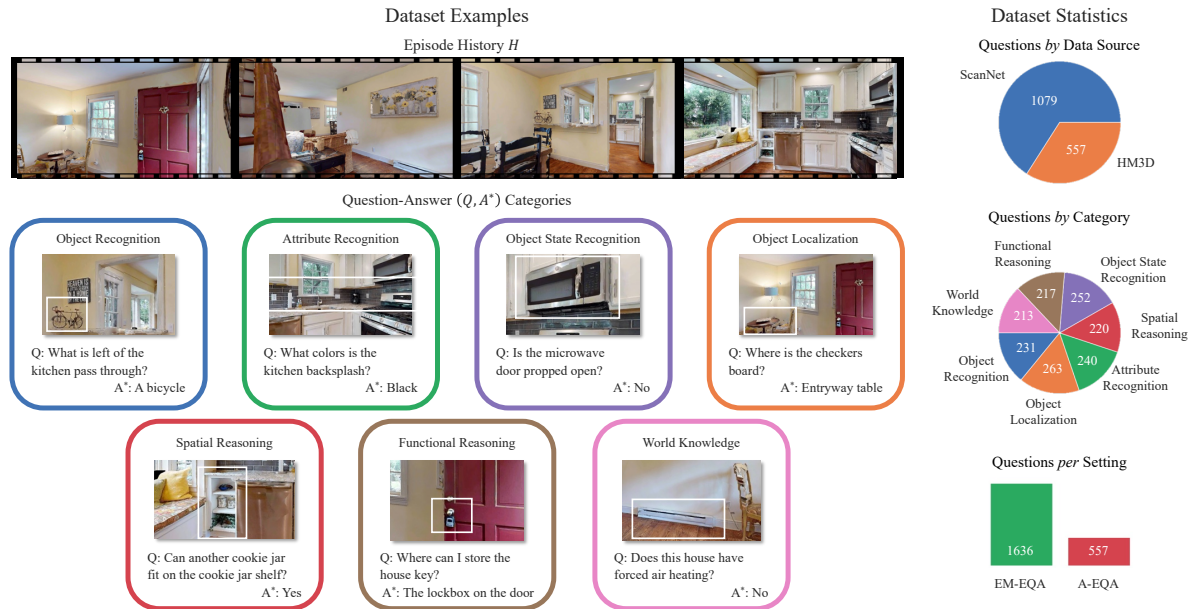 Dataset Examples
Episode History H
Question-Answer (Q, A*) Categories
Object Recognition
Q: What is left of the
kitchen pass through?
A*: A bicycle
Attribute Recognition
Q: What colors is the
kitchen backsplash?
A*: Black
Object State Recognition
Q: Is the microwave
door propped open?
A*: No
Object Localization
Q: Where is the checkers
board?
A*: Entryway table
Spatial Reasoning
Q: Can another cookie jar
fit on the cookie jar shelf?
A*: Yes
Functional Reasoning
Q: Where can I store the
house key?
A*: The lockbox on the door
World Knowledge
Q: Does this house have
forced air heating?
A*: No
Dataset Statistics
Questions by Data Source
ScanNet
1079
557
HM3D
Questions by Category
Functional
Reasoning
217
Object State
Recognition
252
World
Knowledge
213
Spatial
Reasoning
220
Object
Recognition
231
Attribute
Recognition
240
Object
Localization
263
Questions per Setting
1636
557
EM-EQA
A-EQA